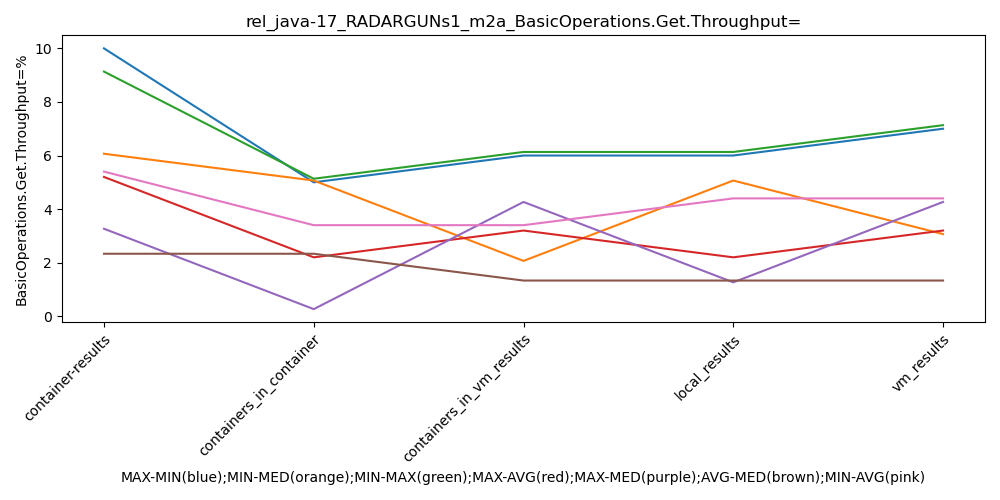 rel_java-17_RADARGUNs1_m2a_BasicOperations.Get.Throughput=
BasicOperations.Get.Throughput=%
10
8
6
4
2
0
container-results
containers_in_container
containers_in_vm_results
local_results
vm_results
MAX-MIN(blue);MIN-MED(orange);MIN-MAX(green);MAX-AVG(red);MAX-MED(purple);AVG-MED(brown);MIN-AVG(pink)